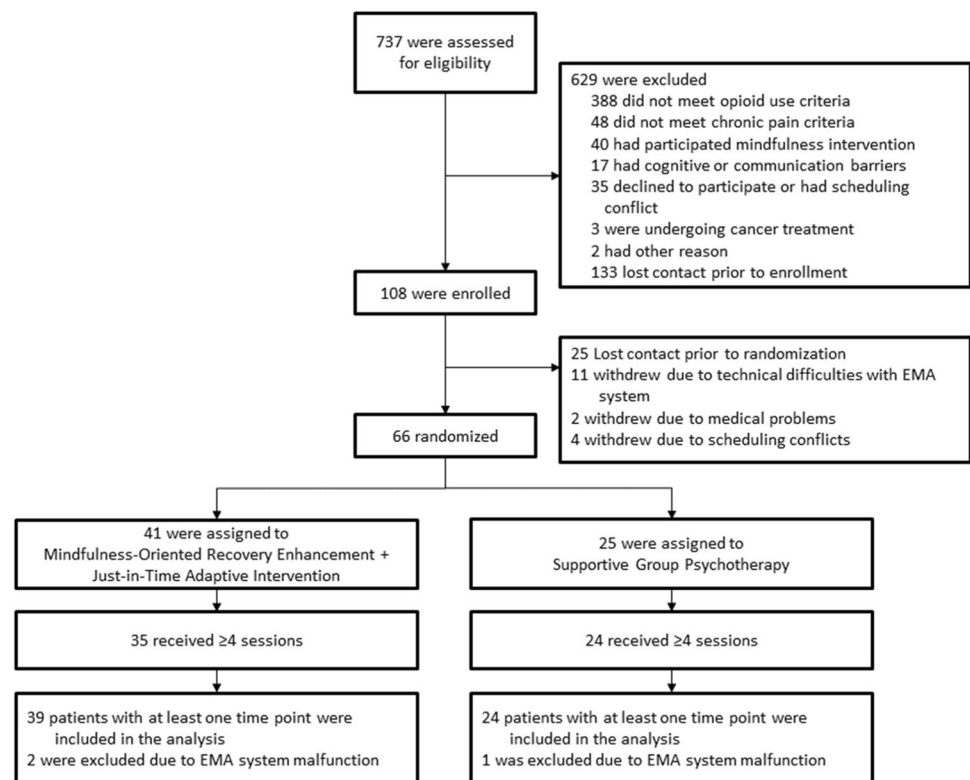 737 were assessed
for eligibility
629 were excluded
388 did not meet opioid use criteria
48 did not meet chronic pain criteria
40 had participated mindfulness intervention
17 had cognitive or communication barriers
35 declined to participate or had scheduling
conflict
3 were undergoing cancer treatment
2 had other reason
133 lost contact prior to enrollment
108 were enrolled
25 Lost contact prior to randomization
11 withdrew due to technical difficulties with EMA
system
2 withdrew due to medical problems
4 withdrew due to scheduling conflicts
66 randomized
41 were assigned to
Mindfulness-Oriented Recovery Enhancement +
Just-in-Time Adaptive Intervention
25 were assigned to
Supportive Group Psychotherapy
35 received ≥4 sessions
24 received ≥4 sessions
39 patients with at least one time point were
included in the analysis
2 were excluded due to EMA system malfunction
24 patients with at least one time point were
included in the analysis
1 was excluded due to EMA system malfunction